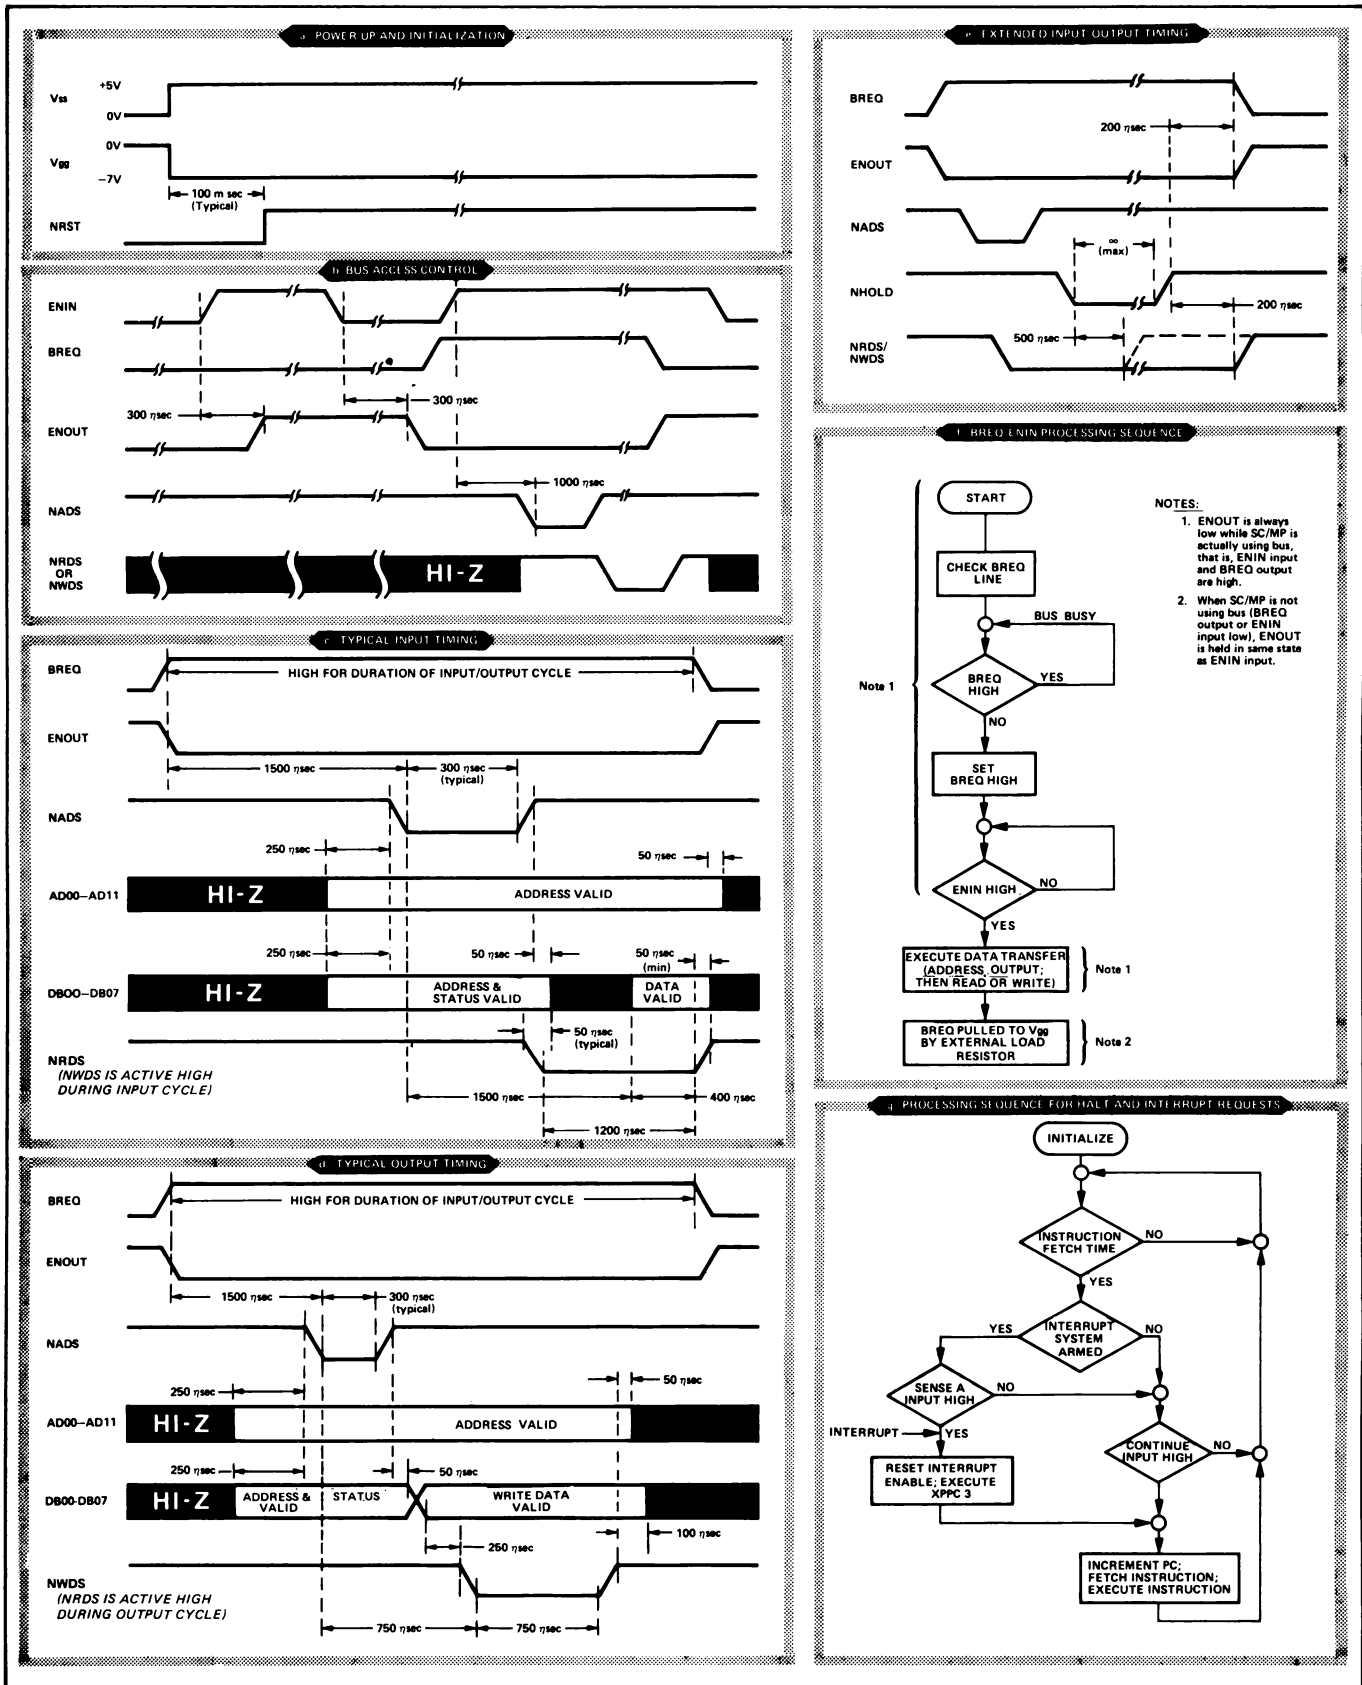 a POWER UP AND INITIALIZATION
Vss
+5V
0V
Vgg
0V
−7V
100 m sec
(Typical)
NRST
b BUS ACCESS CONTROL
ENIN
BREQ
300 ηsec
300 ηsec
ENOUT
1000 ηsec
NADS
NRDS
OR
NWDS
HI-Z
c TYPICAL INPUT TIMING
BREQ
HIGH FOR DURATION OF INPUT/OUTPUT CYCLE
ENOUT
1500 ηsec
300 ηsec
(typical)
NADS
250 ηsec
50 ηsec
AD00—AD11
HI-Z
ADDRESS VALID
250 ηsec
50 ηsec
50 ηsec
(min)
DB00—DB07
HI-Z
ADDRESS &
STATUS VALID
DATA
VALID
50 ηsec
(typical)
NRDS
(NWDS IS ACTIVE HIGH
DURING INPUT CYCLE)
1500 ηsec
400 ηsec
1200 ηsec
d TYPICAL OUTPUT TIMING
BREQ
HIGH FOR DURATION OF INPUT/OUTPUT CYCLE
ENOUT
1500 ηsec
300 ηsec
(typical)
NADS
250 ηsec
50 ηsec
AD00—AD11
HI-Z
ADDRESS VALID
250 ηsec
50 ηsec
DB00-DB07
HI-Z
ADDRESS &
VALID
STATUS
WRITE DATA
VALID
100 ηsec
250 ηsec
NWDS
(NRDS IS ACTIVE HIGH
DURING OUTPUT CYCLE)
750 ηsec
750 ηsec
e EXTENDED INPUT OUTPUT TIMING
BREQ
200 ηsec
ENOUT
NADS
∞
(max)
NHOLD
200 ηsec
500 ηsec
NRDS/
NWDS
f BREQ ENIN PROCESSING SEQUENCE
START
CHECK BREQ
LINE
BUS BUSY
BREQ
HIGH
YES
Note 1
NO
SET
BREQ HIGH
ENIN HIGH
NO
YES
EXECUTE DATA TRANSFER
(ADDRESS OUTPUT;
THEN READ OR WRITE)
Note 1
BREQ PULLED TO Vgg
BY EXTERNAL LOAD
RESISTOR
Note 2
NOTES:
1. ENOUT is always
low while SC/MP is
actually using bus,
that is, ENIN input
and BREQ output
are high.
2. When SC/MP is not
using bus (BREQ
output or ENIN
input low), ENOUT
is held in same state
as ENIN input.
g PROCESSING SEQUENCE FOR HALT AND INTERRUPT REQUESTS
INITIALIZE
INSTRUCTION
FETCH TIME
NO
YES
YES
INTERRUPT
SYSTEM
ARMED
NO
SENSE A
INPUT HIGH
NO
INTERRUPT
YES
CONTINUE
INPUT HIGH
NO
RESET INTERRUPT
ENABLE; EXECUTE
XPPC 3
INCREMENT PC;
FETCH INSTRUCTION;
EXECUTE INSTRUCTION